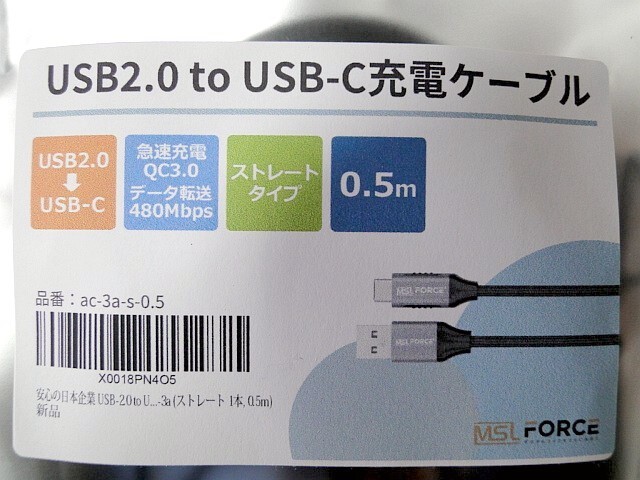 USB2.0 to USB-C充電ケーブル
USB2.0
USB-C
急速充電
QC3.0
データ転送
480Mbps
ストレート
タイプ
0.5m
品番：ac-3a-s-0.5
X0018PN4O5
安心の日本企業 USB-2.0 to U...-3a (ストレート 1本, 0.5m)
新品
MSL FORCE
MSL FORCE
MSL FORCE